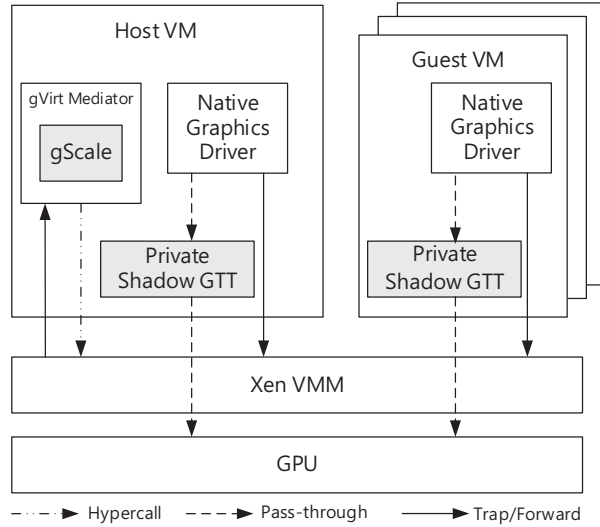 Host VM
gVirt Mediator
gScale
Native
Graphics
Driver
Private
Shadow GTT
Guest VM
Native
Graphics
Driver
Private
Shadow GTT
Xen VMM
GPU
Hypercall
Pass-through
Trap/Forward